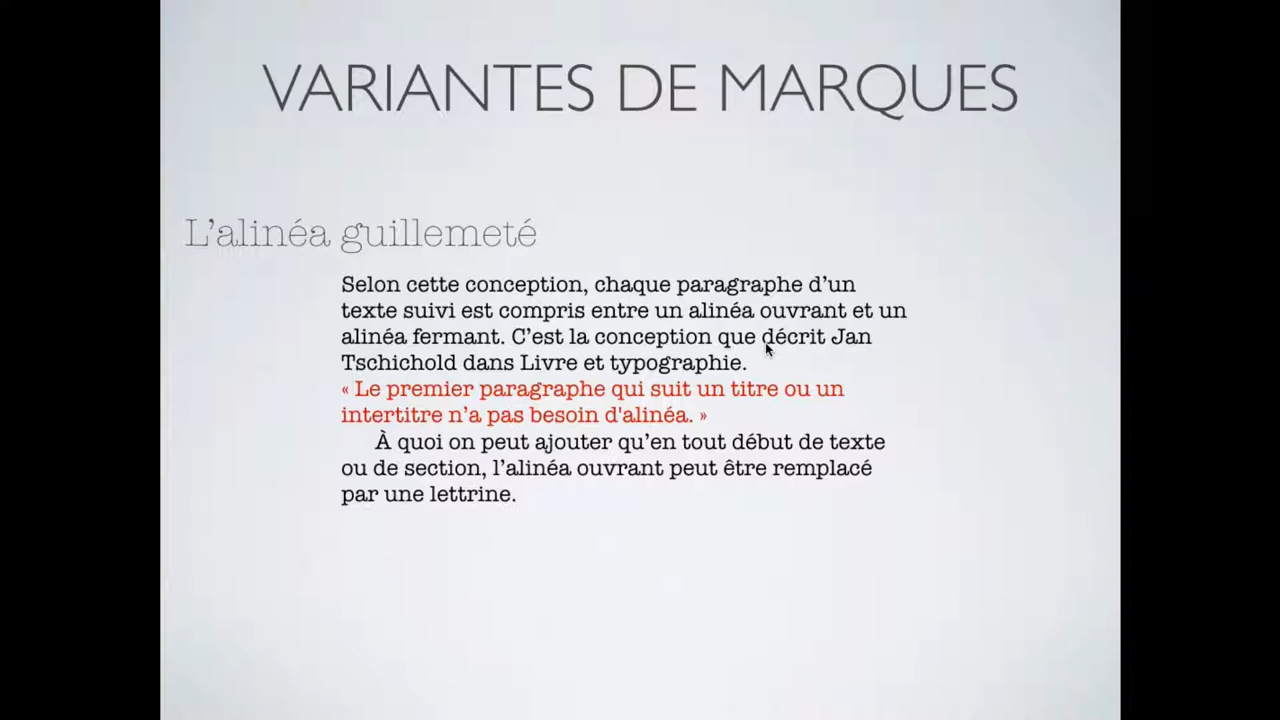 VARIANTES DE MARQUES
L’alinéa guillemeté
Selon cette conception, chaque paragraphe d’un
texte suivi est compris entre un alinéa ouvrant et un
alinéa fermant. C’est la conception que décrit Jan
Tschichold dans Livre et typographie.
« Le premier paragraphe qui suit un titre ou un
intertitre n’a pas besoin d'alinéa. »
À quoi on peut ajouter qu’en tout début de texte
ou de section, l’alinéa ouvrant peut être remplacé
par une lettrine.